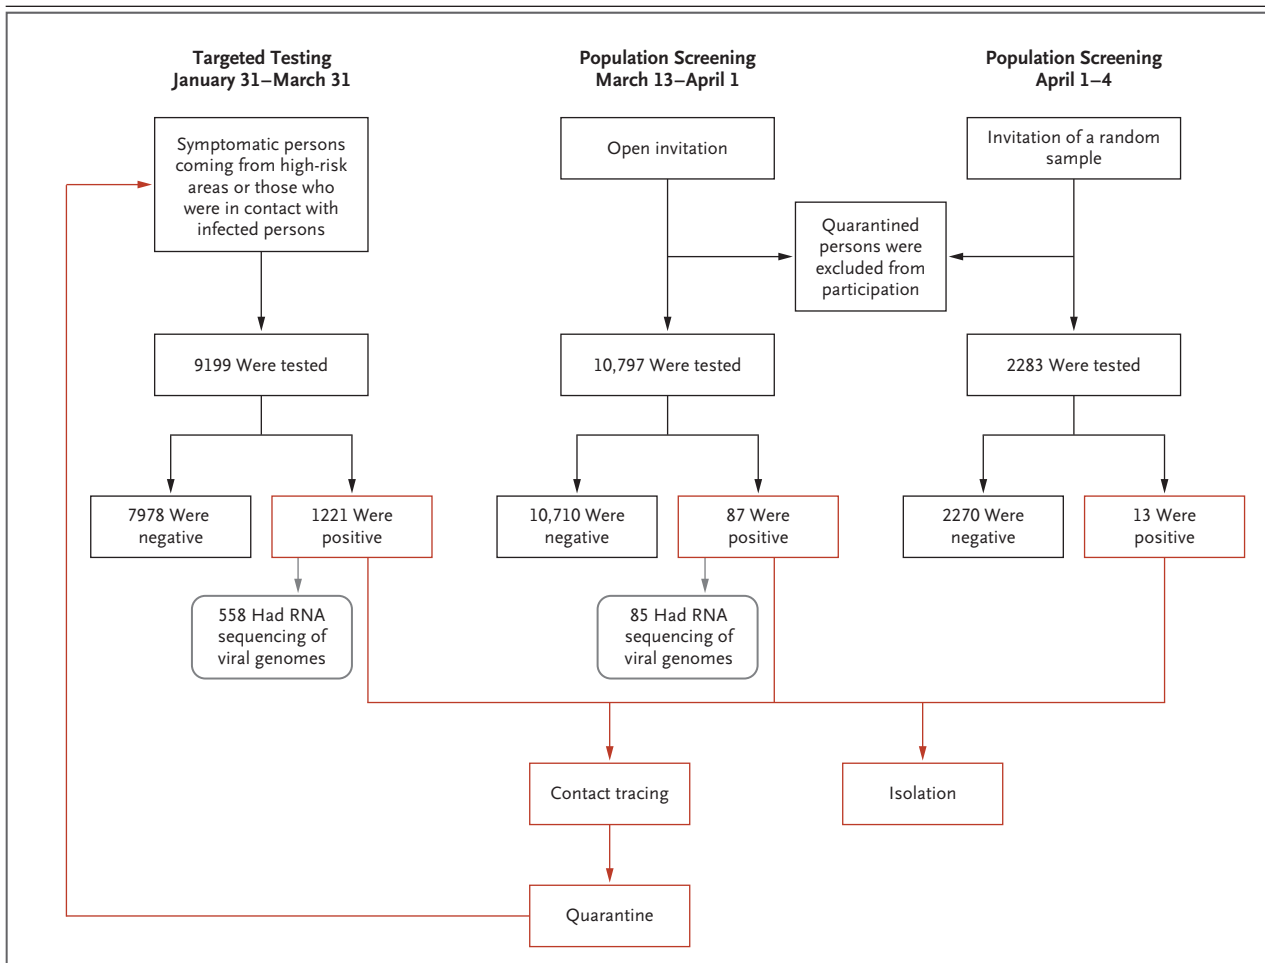 Targeted Testing
January 31–March 31
Population Screening
March 13–April 1
Population Screening
April 1–4
Symptomatic persons
coming from high-risk
areas or those who
were in contact with
infected persons
Open invitation
Invitation of a random
sample
Quarantined
persons were
excluded from
participation
9199 Were tested
10,797 Were tested
2283 Were tested
7978 Were
negative
1221 Were
positive
10,710 Were
negative
87 Were
positive
2270 Were
negative
13 Were
positive
558 Had RNA
sequencing of
viral genomes
85 Had RNA
sequencing of
viral genomes
Contact tracing
Isolation
Quarantine